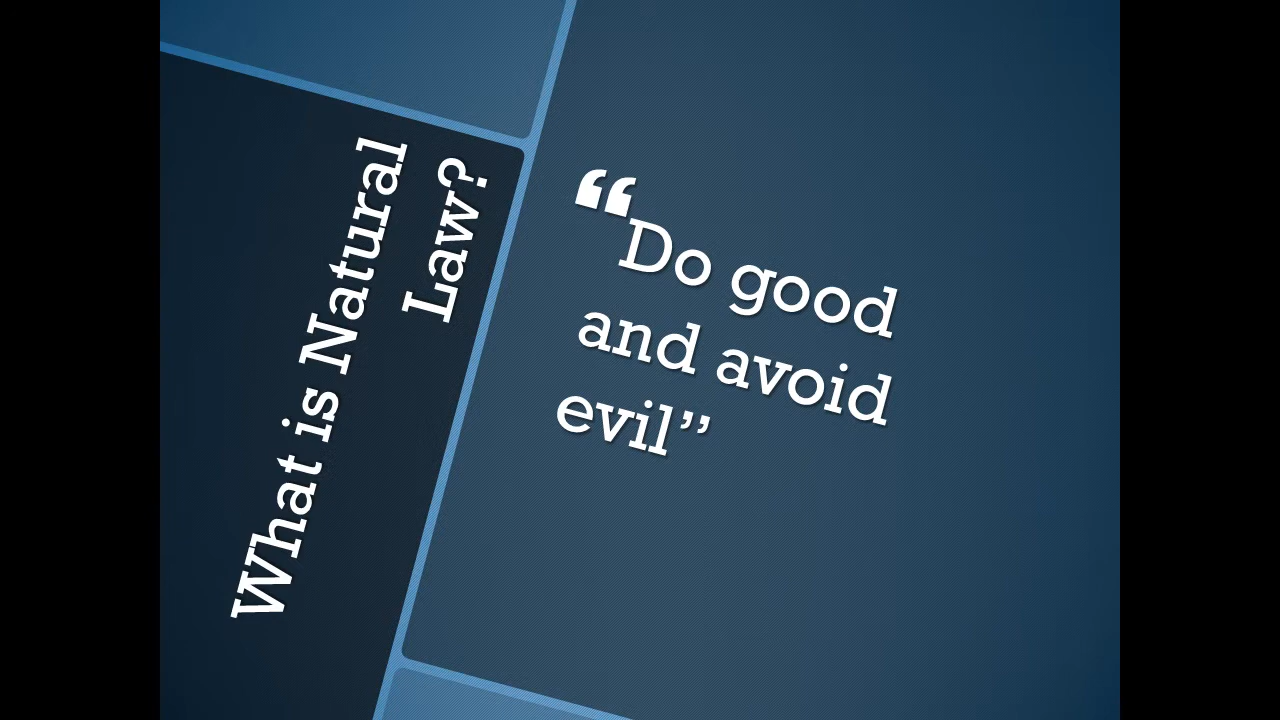 What is Natural
Law?
“Do good
and avoid
evil”